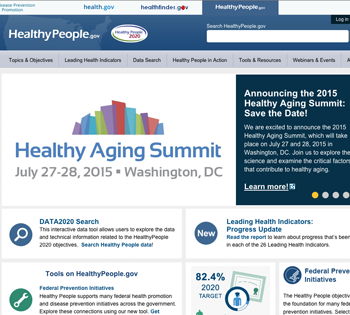 Disease Prevention
Promotion
health.gov
healthfinder.gov
HealthyPeople.gov
Log in
HealthyPeople.gov
Healthy People
2020
Search HealthyPeople.gov
Topics & Objectives
Leading Health Indicators
Data Search
Healthy People in Action
Tools & Resources
Webinars & Events
Healthy Aging Summit
July 27-28, 2015 ▪ Washington, DC
Announcing the 2015
Healthy Aging Summit:
Save the Date!
We are excited to announce the 2015
Healthy Aging Summit, which will take
place on July 27 and 28, 2015 in
Washington, DC. Join us to explore the
science and examine the critical factors
that contribute to healthy aging.
Learn more!
DATA2020 Search
This interactive data tool allows users to explore the data
and technical information related to the HealthyPeople
2020 objectives. Search Healthy People data!
New
Leading Health Indicators:
Progress Update
Read the report to learn about progress that's been
in each of the 26 Leading Health Indicators.
Tools on HealthyPeople.gov
Federal Prevention Initiatives
Healthy People supports many federal health promotion
and disease prevention initiatives across the government.
Explore these connections using our new tool. Get
82.4%
2020
TARGET
Federal Preve
Initiatives
The Healthy People objectiv
the foundation for many fede
Select